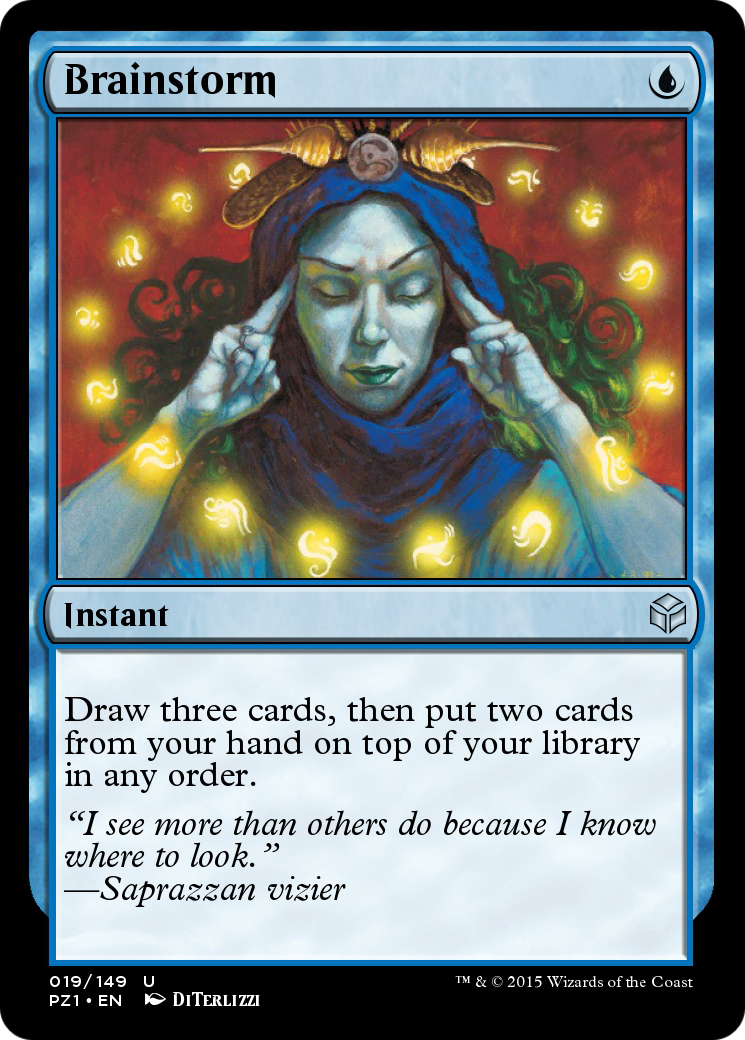 Brainstorm
Instant
Draw three cards, then put two cards
from your hand on top of your library
in any order.
“I see more than others do because I know
where to look.”
—Saprazzan vizier
019/149 U
PZ1 • EN DiTerlizzi
™ & © 2015 Wizards of the Coast